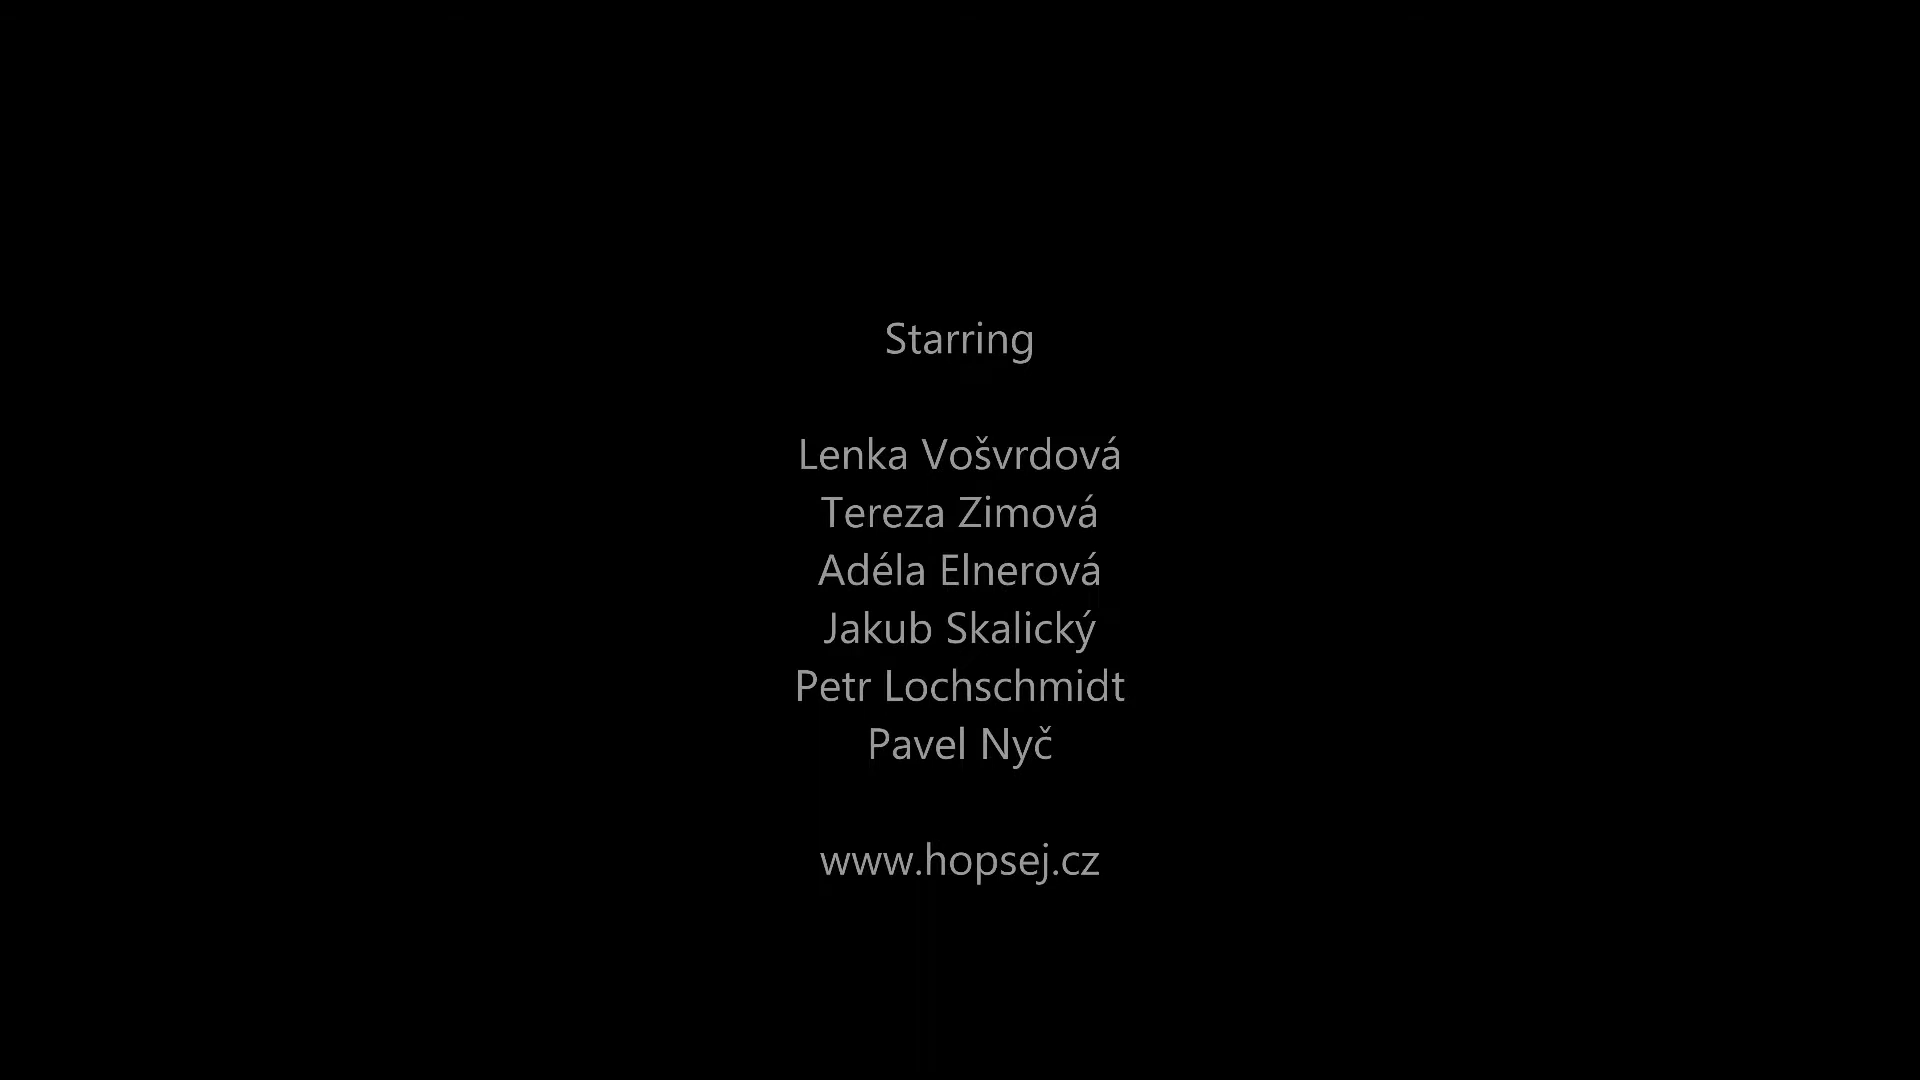 Starring
Lenka Vošvrdová
Tereza Zimová
Adéla Elnerová
Jakub Skalický
Petr Lochschmidt
Pavel Nyč
www.hopsej.cz